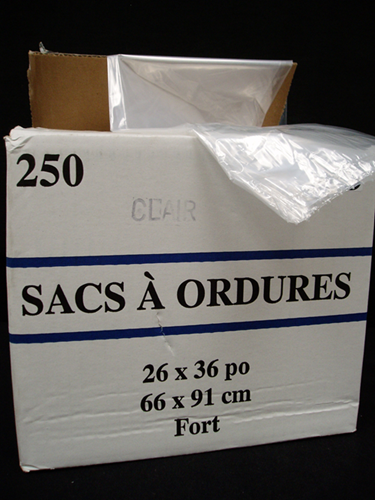 250
CLAIR
SACS À ORDURES
26 x 36 po
66 x 91 cm
Fort